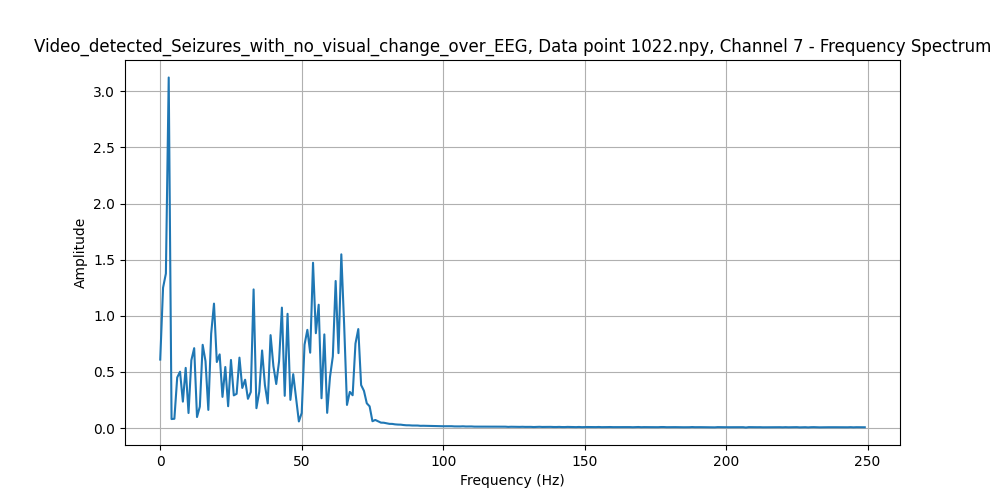 Video_detected_Seizures_with_no_visual_change_over_EEG, Data point 1022.npy, Channel 7 - Frequency Spectrum
3.0
2.5
2.0
1.5
1.0
0.5
0.0
Amplitude
0 50 100 150 200 250
Frequency (Hz)